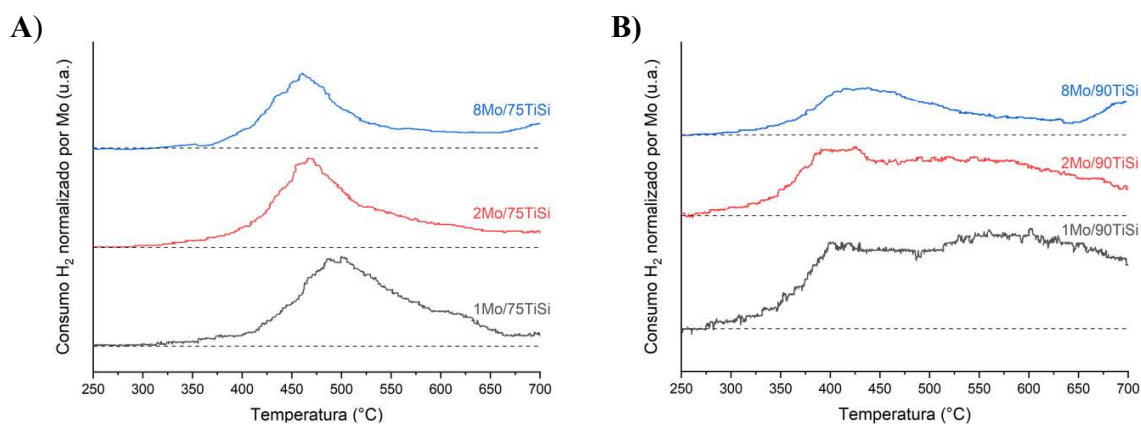 A)
Consumo H₂ normalizado por Mo (u.a.)
8Mo/75TiSi
2Mo/75TiSi
1Mo/75TiSi
250 300 350 400 450 500 550 600 650 700
Temperatura (°C)
B)
Consumo H₂ normalizado por Mo (u.a.)
8Mo/90TiSi
2Mo/90TiSi
1Mo/90TiSi
250 300 350 400 450 500 550 600 650 700
Temperatura (°C)